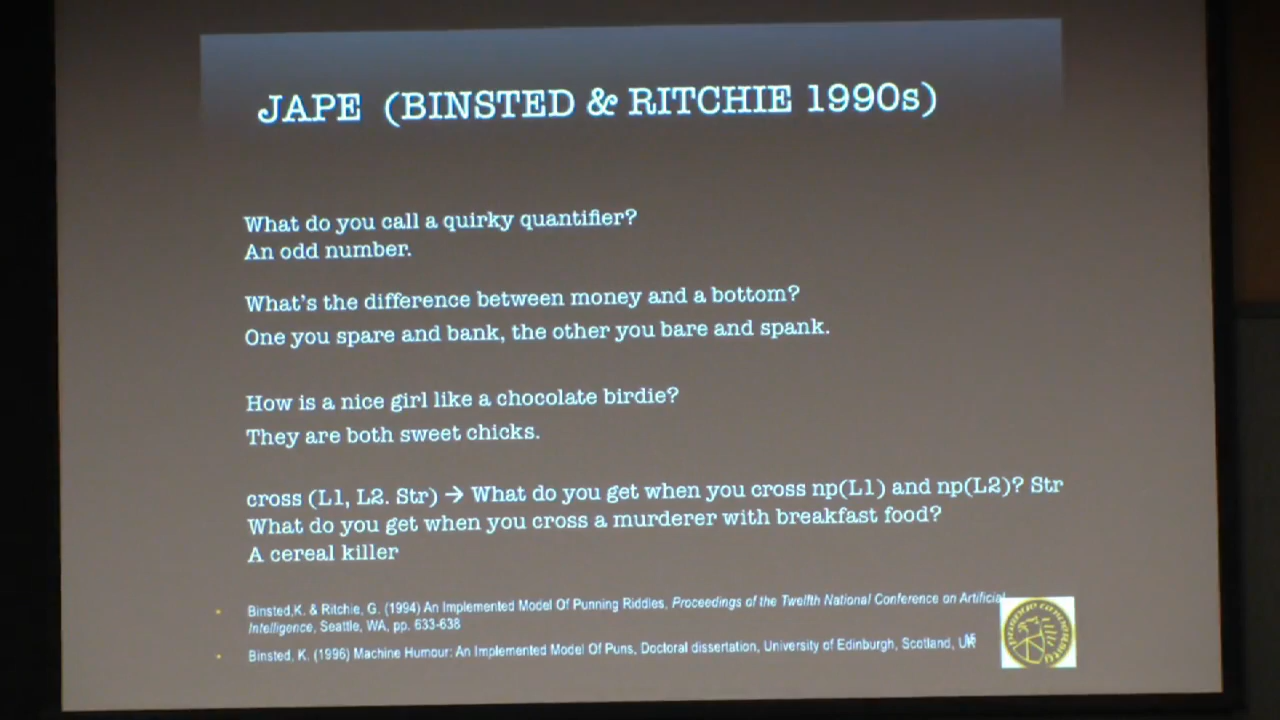 JAPE (BINSTED & RITCHIE 1990s)
What do you call a quirky quantifier?
An odd number.
What's the difference between money and a bottom?
One you spare and bank, the other you bare and spank.
How is a nice girl like a chocolate birdie?
They are both sweet chicks.
cross (L1, L2. Str) → What do you get when you cross np(L1) and np(L2)? Str
What do you get when you cross a murderer with breakfast food?
A cereal killer
Binsted,K. & Ritchie, G. (1994) An Implemented Model Of Punning Riddles, Proceedings of the Twelfth National Conference on Artificial
Intelligence, Seattle, WA, pp. 633-638
Binsted, K. (1996) Machine Humour: An Implemented Model Of Puns, Doctoral dissertation, University of Edinburgh, Scotland,